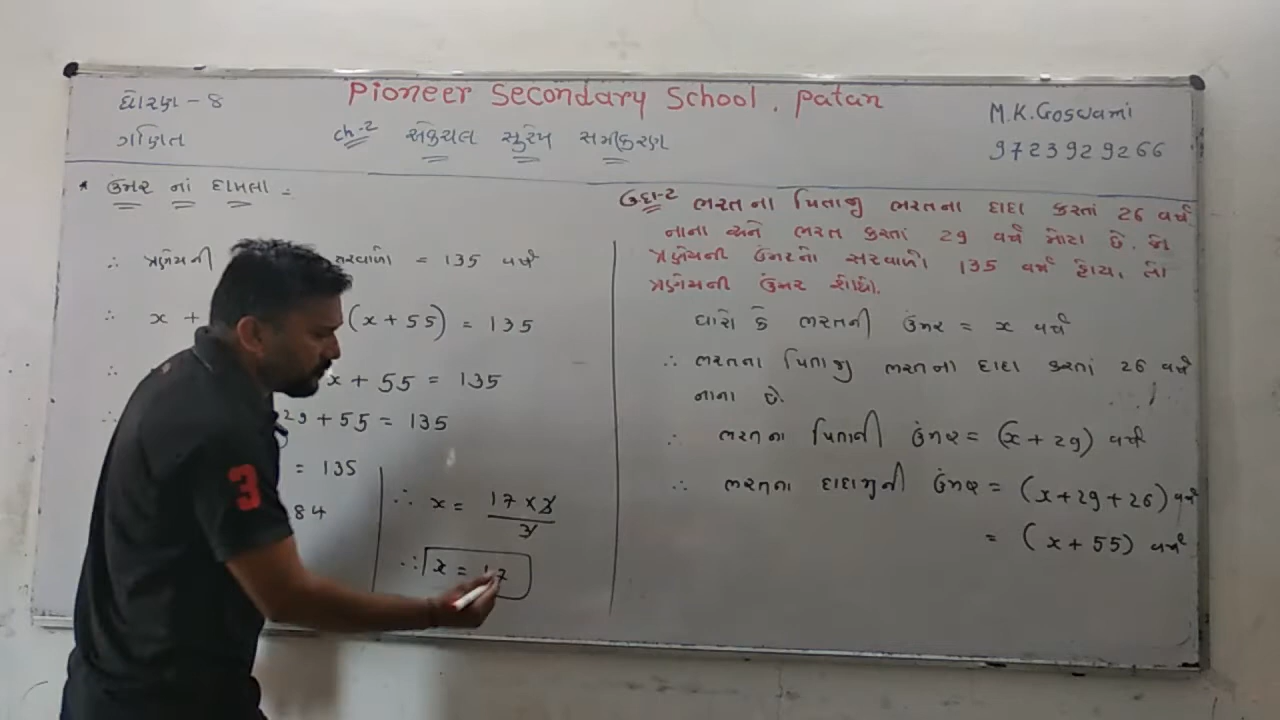 ધોરણ - 8
Pioneer Secondary School, Patan
M.K.Goswami
ગણિત
ch-2 એકચલ સુરેખ સમીકરણ
9723929266
* ઉંમર નાં દાખલા :-
∴ ત્રણેયની સરવાળો = 135 વર્ષ
∴ x + (x + 55) = 135
∴ x + 55 = 135
∴ 29 + 55 = 135
= 135
84
∴ x = 17 × 3 / 3
∴ x = 17
ઉદા-2 ભરતના પિતાજી ભરતના દાદા કરતાં 26 વર્ષ
નાના અને ભરત કરતાં 29 વર્ષ મોટા છે. જો
ત્રણેયની ઉંમરનો સરવાળો 135 વર્ષ હોય, તો
ત્રણેયની ઉંમર શોધો.
ધારો કે ભરતની ઉંમર = x વર્ષ
∴ ભરતના પિતાજી ભરતના દાદા કરતાં 26 વર્ષ
નાના છે.
∴ ભરતના પિતાની ઉંમર = (x + 29) વર્ષ
∴ ભરતના દાદાજીની ઉંમર = (x + 29 + 26) વર્ષ
= (x + 55) વર્ષ
3